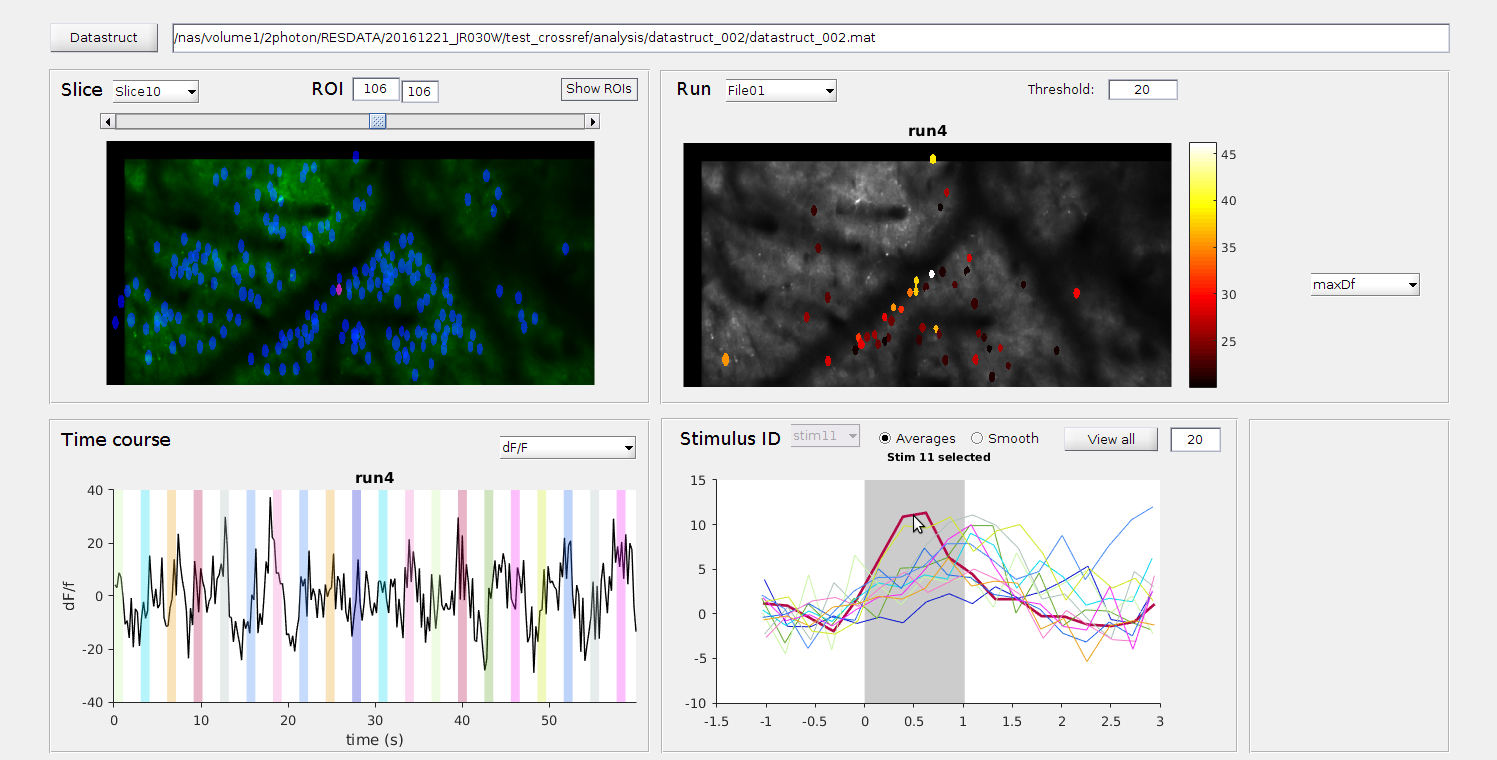 Datastruct /nas/volume1/2photon/RESDATA/20161221_JR030W/test_crossref/analysis/datastruct_002/datastruct_002.mat
Slice Slice10 ROI 106 106 Show ROIs
Run File01 Threshold: 20
run4
45
40
35
30
25
maxDf
Time course
dF/F
run4
40
20
0
-20
-40
dF/f
0 10 20 30 40 50
time (s)
Stimulus ID stim11 Averages Smooth View all 20
Stim 11 selected
15
10
5
0
-5
-10
-1.5 -1 -0.5 0 0.5 1 1.5 2 2.5 3